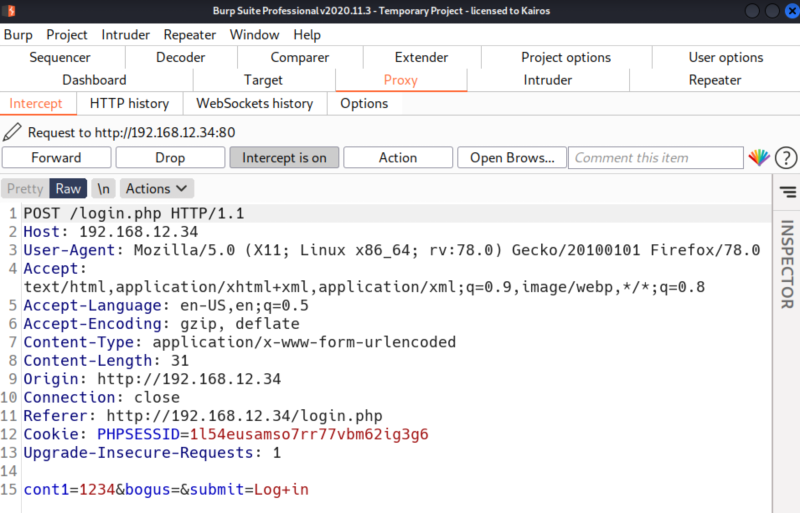 Burp Suite Professional v2020.11.3 - Temporary Project - licensed to Kairos
Burp Project Intruder Repeater Window Help
Sequencer Decoder Comparer Extender Project options User options
Dashboard Target Proxy Intruder Repeater
Intercept HTTP history WebSockets history Options
Request to http://192.168.12.34:80
Forward Drop Intercept is on Action Open Brows... Comment this item ?
Pretty Raw \n Actions
1 POST /login.php HTTP/1.1
2 Host: 192.168.12.34
3 User-Agent: Mozilla/5.0 (X11; Linux x86_64; rv:78.0) Gecko/20100101 Firefox/78.0
4 Accept:
text/html,application/xhtml+xml,application/xml;q=0.9,image/webp,*/*;q=0.8
5 Accept-Language: en-US,en;q=0.5
6 Accept-Encoding: gzip, deflate
7 Content-Type: application/x-www-form-urlencoded
8 Content-Length: 31
9 Origin: http://192.168.12.34
10 Connection: close
11 Referer: http://192.168.12.34/login.php
12 Cookie: PHPSESSID=1l54eusamso7rr77vbm62ig3g6
13 Upgrade-Insecure-Requests: 1
14
15 cont1=1234&bogus=&submit=Log+in
INSPECTOR